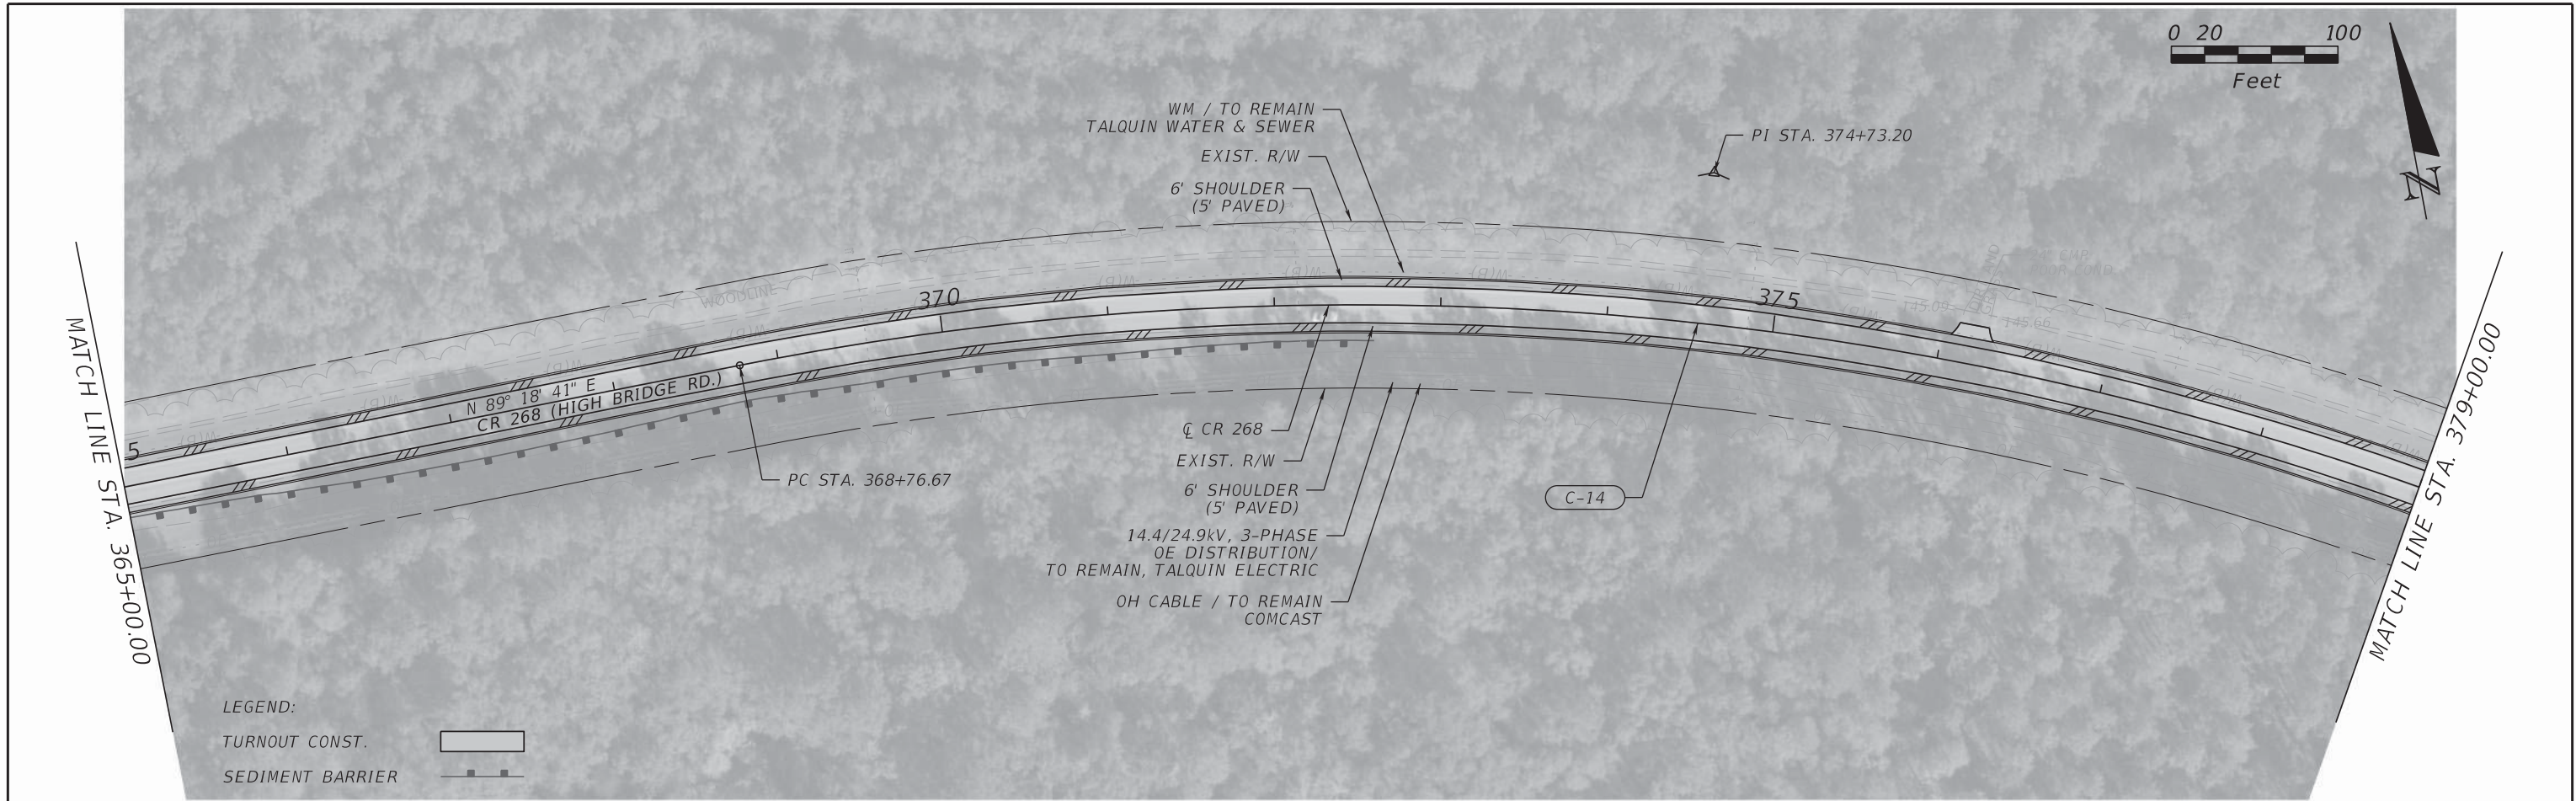 0 20 100
Feet
N
WM / TO REMAIN
TALQUIN WATER & SEWER
EXIST. R/W
6' SHOULDER
(5' PAVED)
PI STA. 374+73.20
WOODLINE
370
375
W(B)
145.66
N 89° 18' 41" E
CR 268 (HIGH BRIDGE RD.)
5
PC STA. 368+76.67
℄ CR 268
EXIST. R/W
6' SHOULDER
(5' PAVED)
14.4/24.9kV, 3-PHASE
OE DISTRIBUTION/
TO REMAIN, TALQUIN ELECTRIC
OH CABLE / TO REMAIN
COMCAST
C-14
MATCH LINE STA. 365+00.00
MATCH LINE STA. 379+00.00
LEGEND:
TURNOUT CONST.
SEDIMENT BARRIER